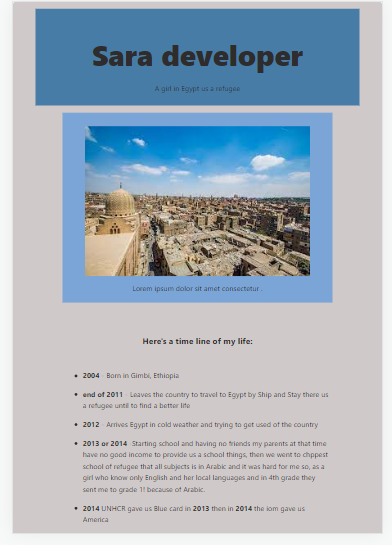 Sara developer
A girl in Egypt us a refugee
Lorem ipsum dolor sit amet consectetur .
Here's a time line of my life:
2004 - Born in Gimbi, Ethiopia
end of 2011 - Leaves the country to travel to Egypt by Ship and Stay there us
a refugee until to find a better life
2012 - Arrives Egypt in cold weather and trying to get used of the country
2013 or 2014 -Starting school and having no friends my parents at that time
have no good income to provide us a school things, then we went to chppest
school of refugee that all subjects is in Arabic and it was hard for me so, as a
girl who know only English and her local languages and in 4th grade they
sent me to grade 1! because of Arabic.
2014 UNHCR gave us Blue card in 2013 then in 2014 the iom gave us
America